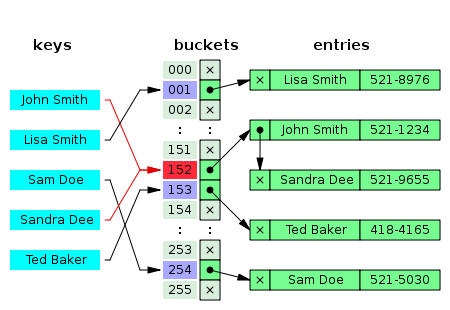 keys buckets entries
000 ×
× Lisa Smith 521-8976
001
John Smith
002 ×
: :
× John Smith 521-1234
Lisa Smith
151 ×
152
Sam Doe
× Sandra Dee 521-9655
153
154 ×
Sandra Dee
: :
Ted Baker 418-4165
×
253 ×
Ted Baker
254
× Sam Doe 521-5030
255 ×